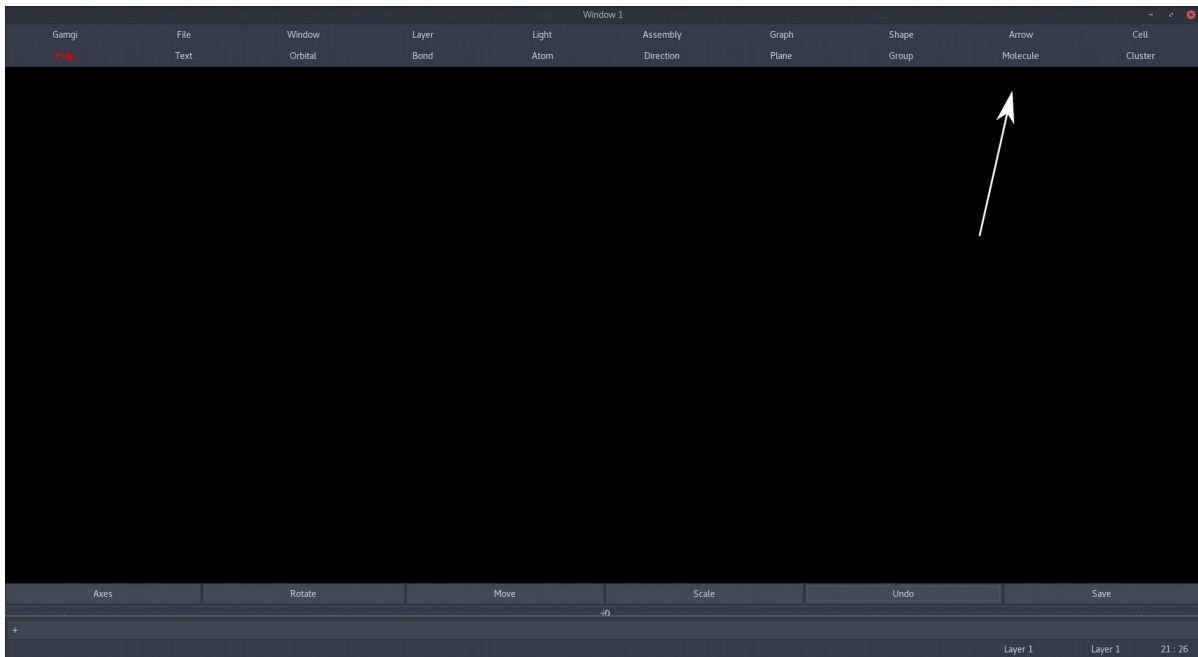 Window 1
Gamgi File Window Layer Light Assembly Graph Shape Arrow Cell
Help Text Orbital Bond Atom Direction Plane Group Molecule Cluster
Axes Rotate Move Scale Undo Save
0
+
Layer 1 Layer 1 21 : 26